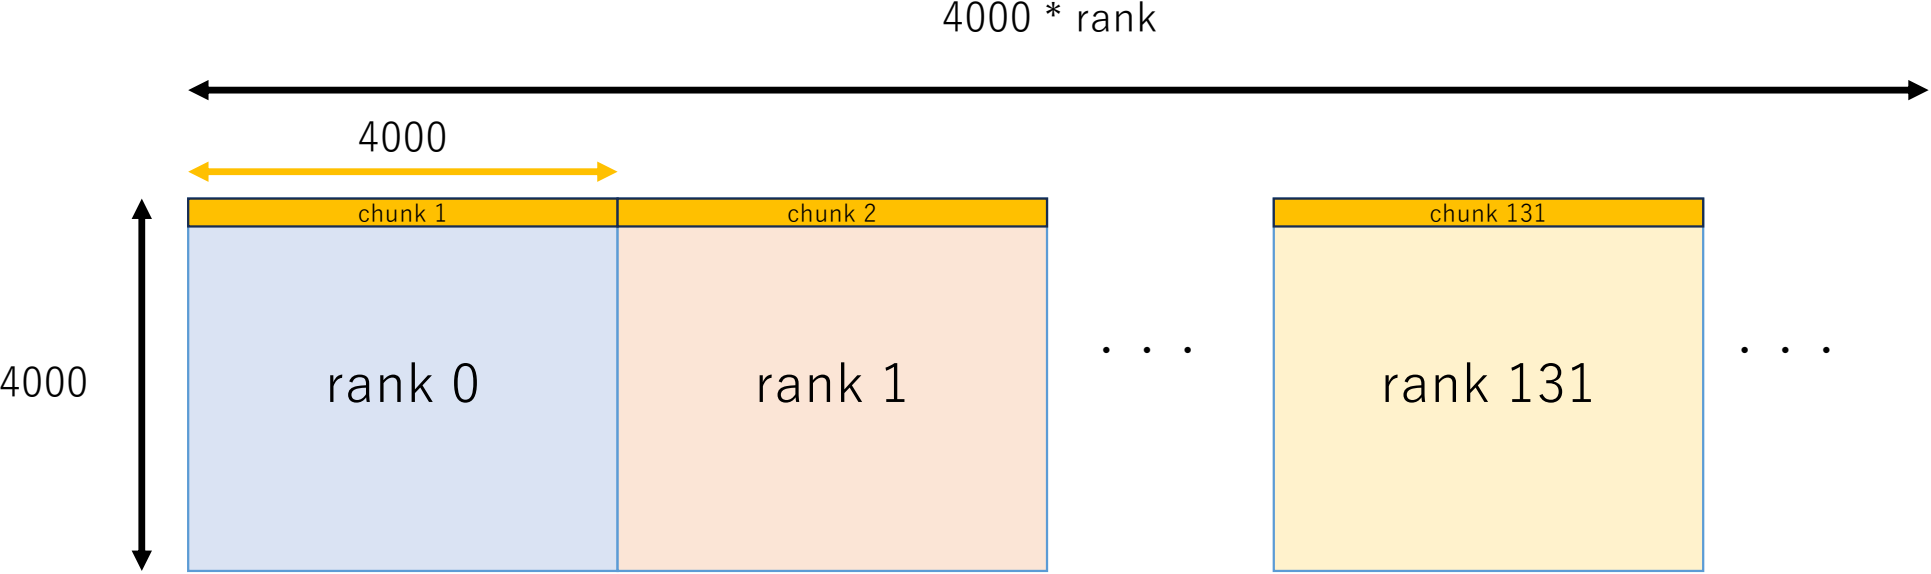 4000 * rank
4000
chunk 1
chunk 2
chunk 131
4000
rank 0
rank 1
. . .
rank 131
. . .